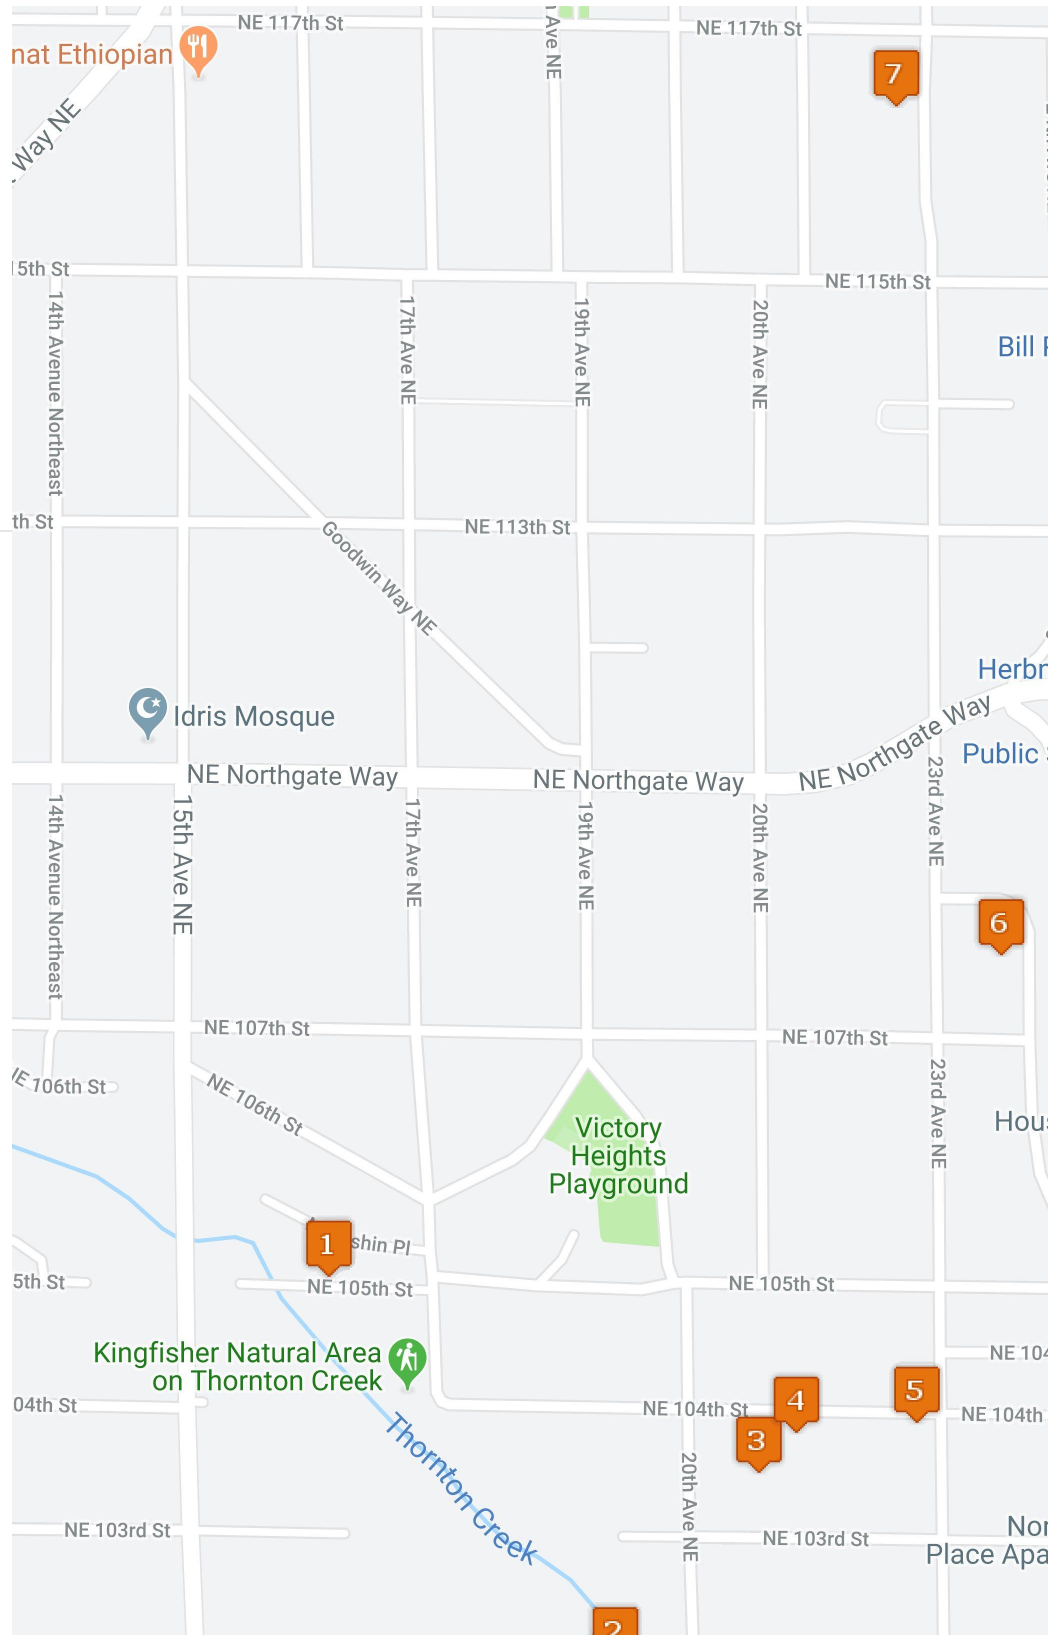 NE 117th St
NE 117th St
Ave NE
nat Ethiopian
7
Way NE
15th St
NE 115th St
14th Avenue Northeast
17th Ave NE
19th Ave NE
20th Ave NE
Bill
th St
NE 113th St
Goodwin Way NE
Herbn
Idris Mosque
NE Northgate Way
NE Northgate Way
NE Northgate Way
Public
23rd Ave NE
14th Avenue Northeast
15th Ave NE
17th Ave NE
19th Ave NE
20th Ave NE
6
NE 107th St
NE 107th St
NE 106th St
NE 106th St
23rd Ave NE
Hous
Victory
Heights
Playground
1
shin Pl
5th St
NE 105th St
NE 105th St
Kingfisher Natural Area
on Thornton Creek
NE 104
04th St
NE 104th St
4
5
NE 104th
3
Thornton Creek
20th Ave NE
NE 103rd St
NE 103rd St
Nor
Place Apa
2